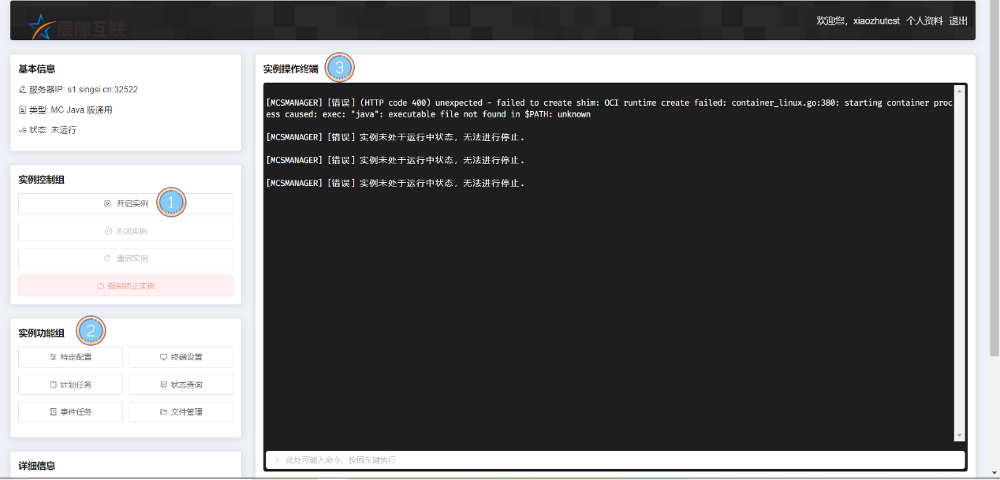 辰隙互联
欢迎您，xiaozhutest 个人资料 退出
基本信息
服务器IP: s1.singsi.cn:32522
类型: MC Java 版通用
状态: 未运行
实例控制组
开启实例 1
关闭实例
重启实例
强制终止实例
实例功能组 2
特定配置 终端设置
计划任务 状态查询
事件任务 文件管理
详细信息
实例操作终端 3
[MCSMANAGER] [错误] (HTTP code 400) unexpected - failed to create shim: OCI runtime create failed: container_linux.go:380: starting container proc
ess caused: exec: "java": executable file not found in $PATH: unknown
[MCSMANAGER] [错误] 实例未处于运行中状态，无法进行停止.
[MCSMANAGER] [错误] 实例未处于运行中状态，无法进行停止.
[MCSMANAGER] [错误] 实例未处于运行中状态，无法进行停止.
此处可输入命令，按回车键执行